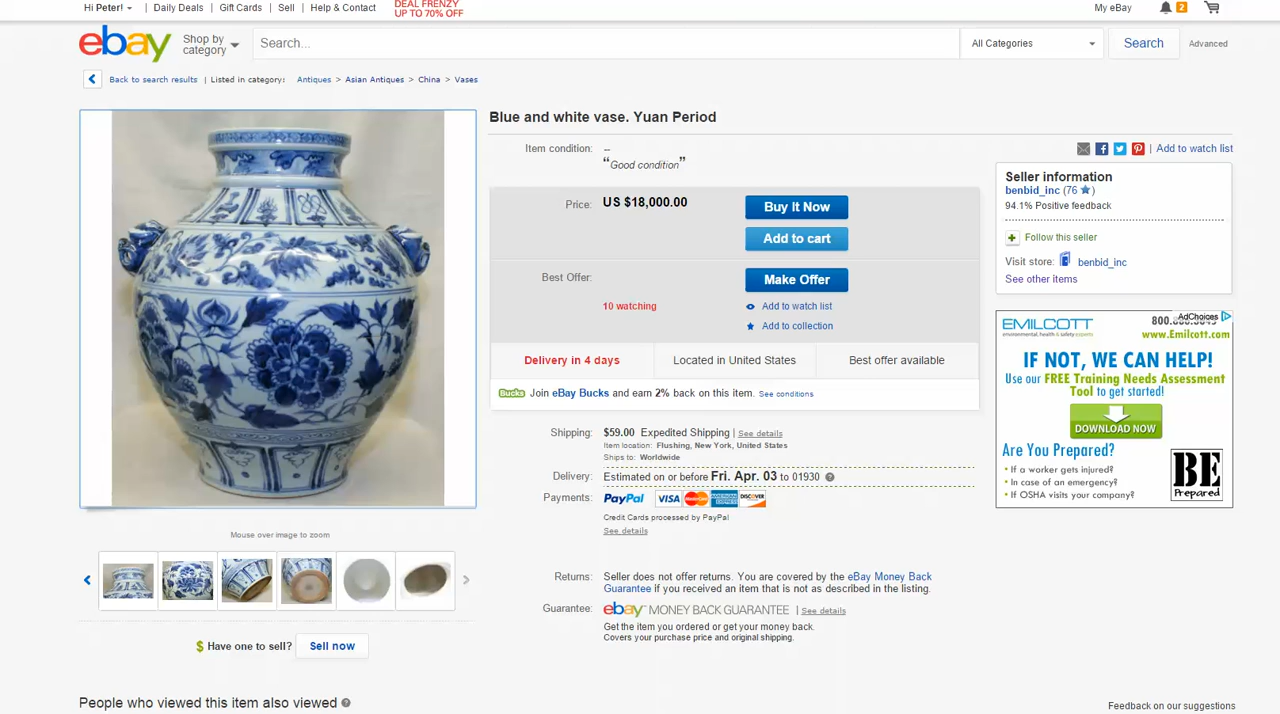 Hi Peter! | Daily Deals | Gift Cards | Sell | Help & Contact
DEAL FRENZY
UP TO 70% OFF
My eBay 2
ebay
Shop by
category
Search... All Categories Search Advanced
Back to search results | Listed in category: Antiques > Asian Antiques > China > Vases
Blue and white vase. Yuan Period
Item condition: --
“Good condition”
Price: US $18,000.00 Buy It Now
Add to cart
Best Offer: Make Offer
10 watching Add to watch list
Add to collection
Delivery in 4 days Located in United States Best offer available
Bucks Join eBay Bucks and earn 2% back on this item. See conditions
Shipping: $59.00 Expedited Shipping | See details
Item location: Flushing, New York, United States
Ships to: Worldwide
Delivery: Estimated on or before Fri. Apr. 03 to 01930
Payments: PayPal VISA MasterCard AMERICAN EXPRESS DISCOVER
Credit Cards processed by PayPal
See details
Returns: Seller does not offer returns. You are covered by the eBay Money Back
Guarantee if you received an item that is not as described in the listing.
Guarantee: ebay MONEY BACK GUARANTEE | See details
Get the item you ordered or get your money back.
Covers your purchase price and original shipping.
| Add to watch list
Seller information
benbid_inc (76 )
94.1% Positive feedback
Follow this seller
Visit store: benbid_inc
See other items
AdChoices
EMILCOTT 800.
environmental, health & safety experts
www.Emilcott.com
IF NOT, WE CAN HELP!
Use our FREE Training Needs Assessment
Tool to get started!
DOWNLOAD NOW
Are You Prepared?
• If a worker gets injured?
• In case of an emergency?
• If OSHA visits your company?
BE
Prepared
Mouse over image to zoom
$ Have one to sell? Sell now
People who viewed this item also viewed
Feedback on our suggestions